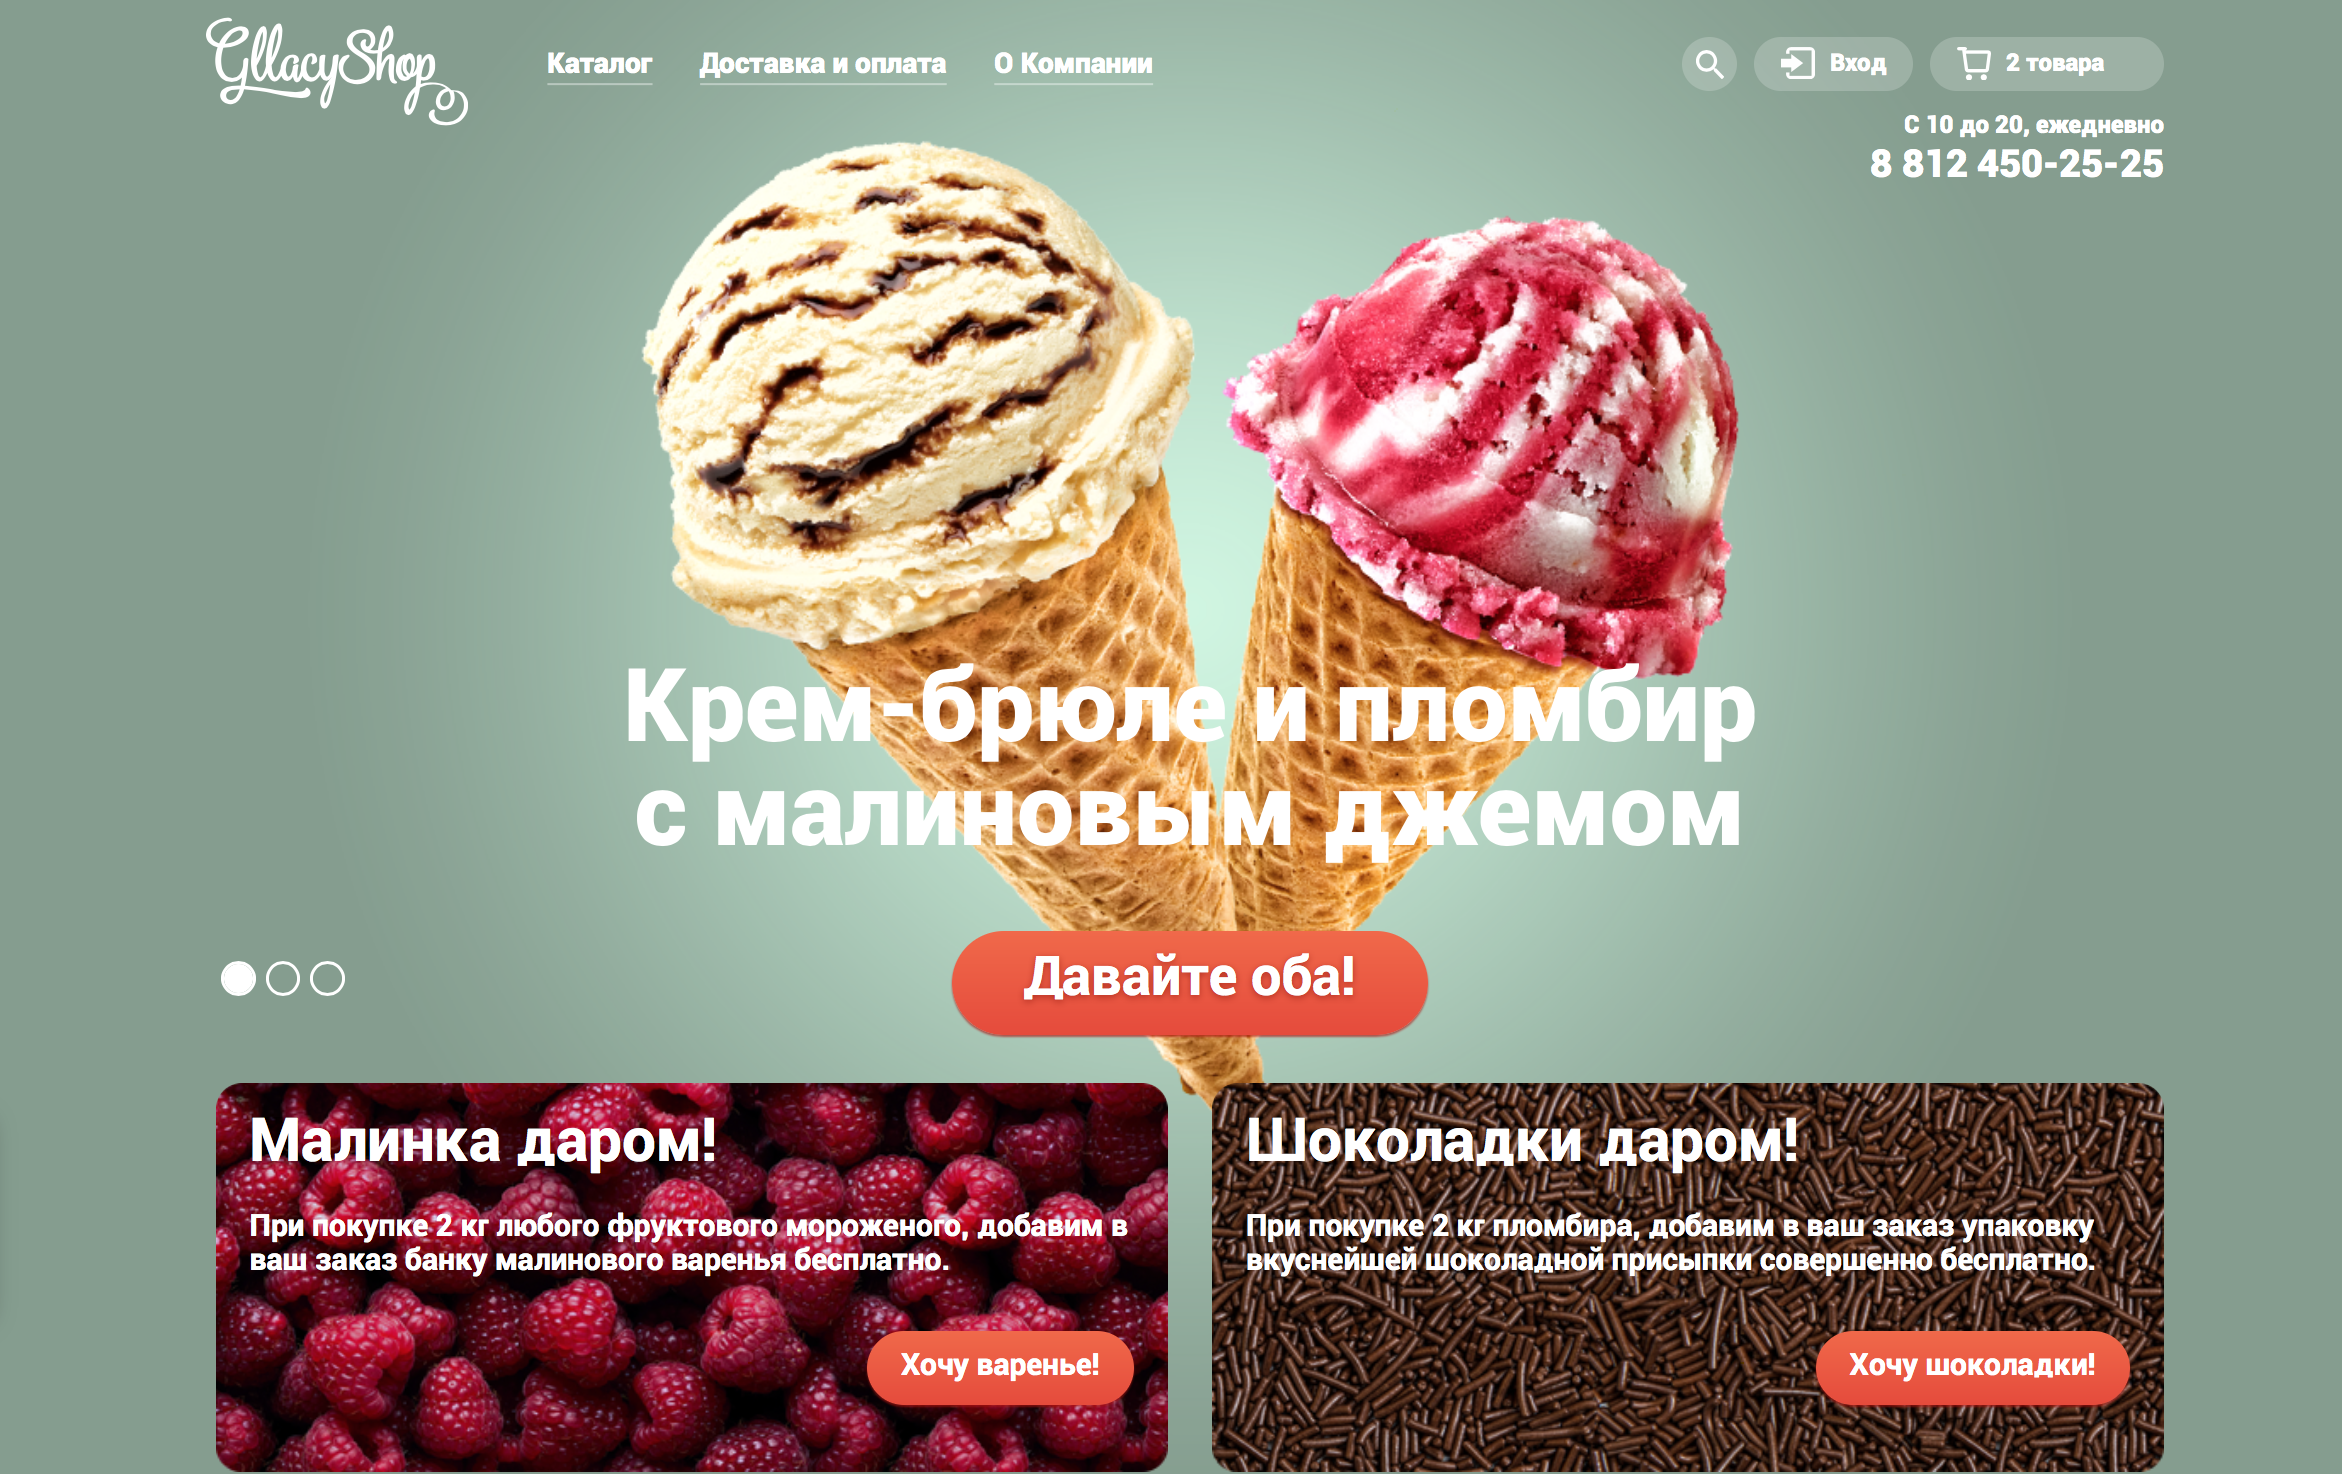 GllacyShop
Каталог
Доставка и оплата
О Компании
Вход
2 товара
С 10 до 20, ежедневно
8 812 450-25-25
Крем-брюле и пломбир
с малиновым джемом
Давайте оба!
Малинка даром!
При покупке 2 кг любого фруктового мороженого, добавим в
ваш заказ банку малинового варенья бесплатно.
Хочу варенье!
Шоколадки даром!
При покупке 2 кг пломбира, добавим в ваш заказ упаковку
вкуснейшей шоколадной присыпки совершенно бесплатно.
Хочу шоколадки!